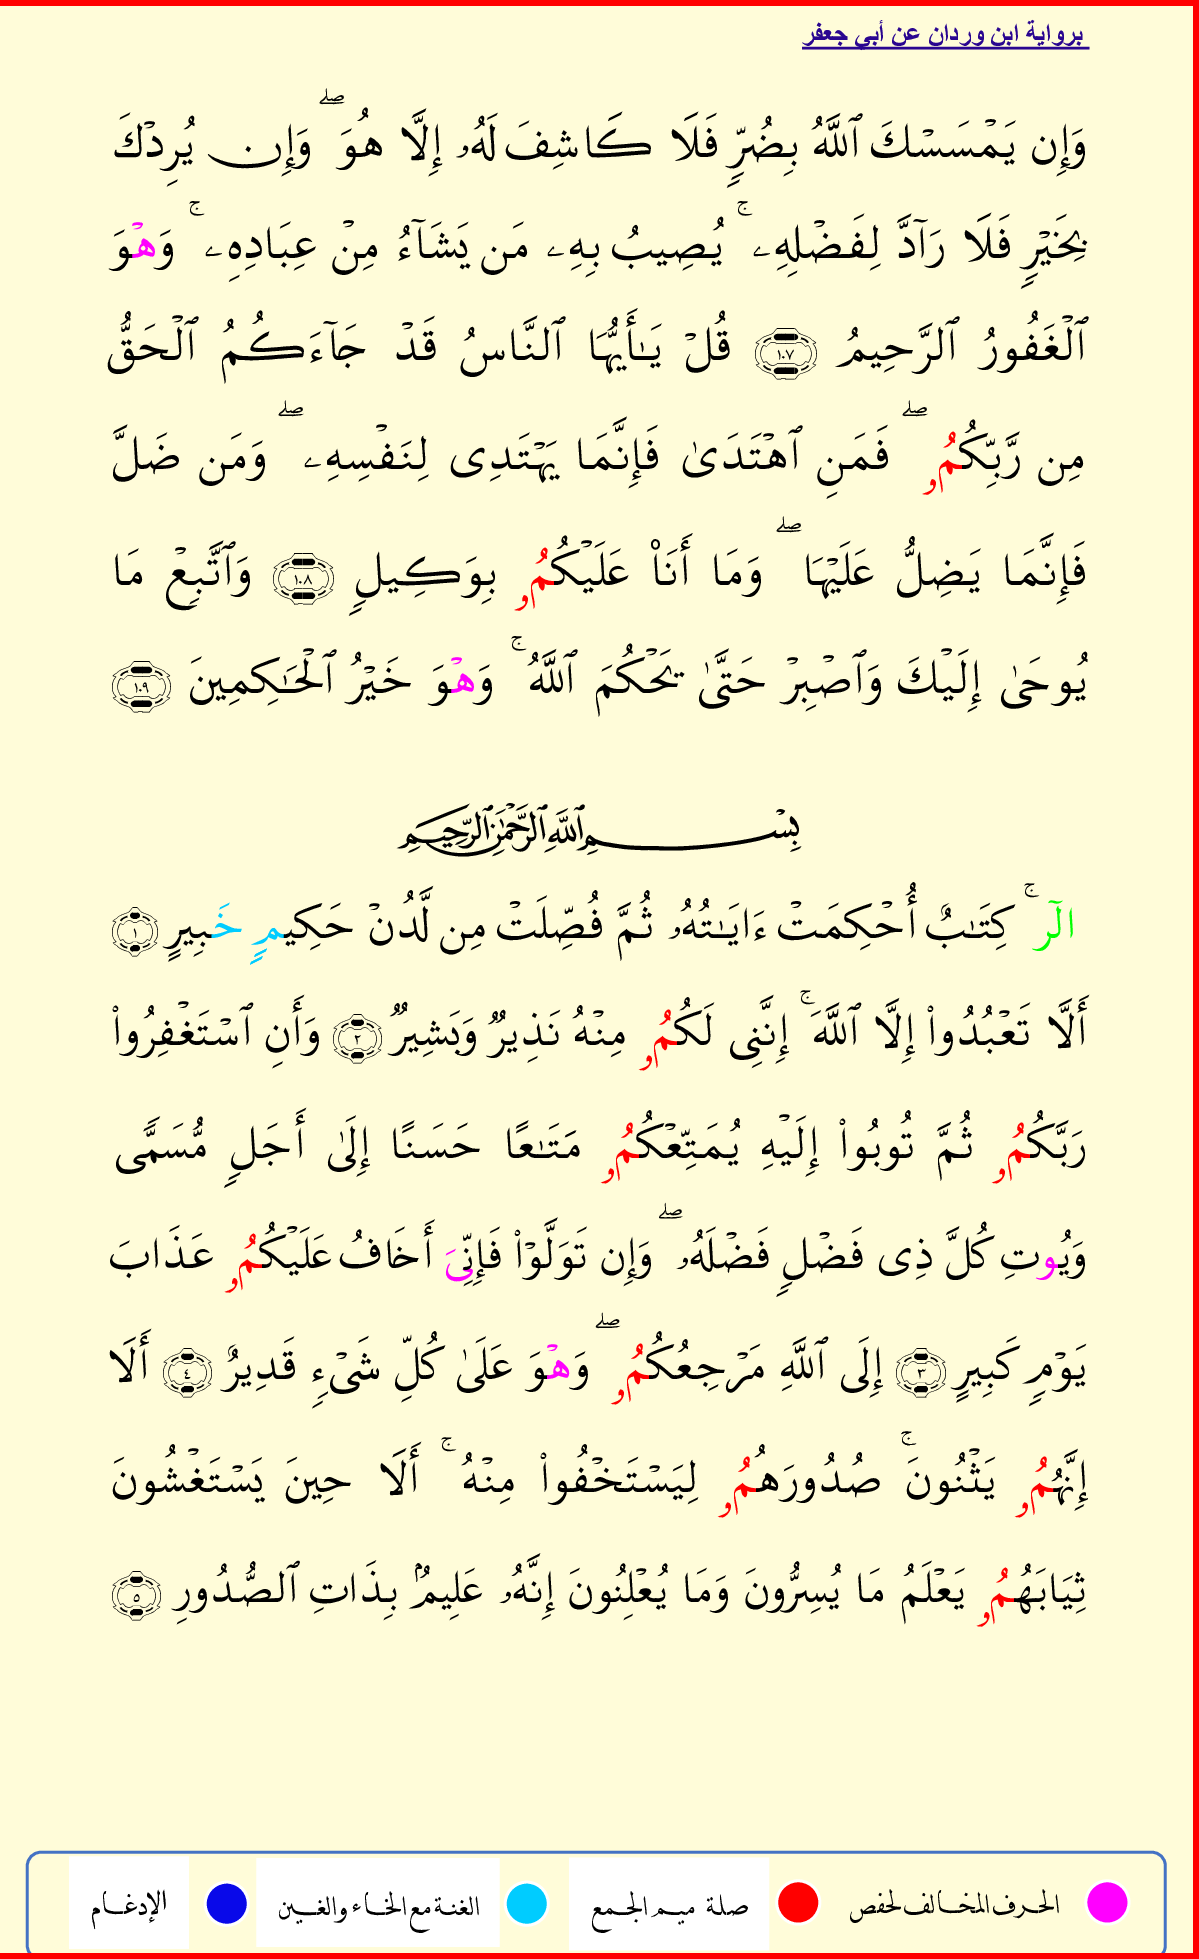 برواية ابن وردان عن أبي جعفر
وَإِن يَمْسَسْكَ ٱللَّهُ بِضُرٍّ فَلَا كَاشِفَ لَهُۥ إِلَّا هُوَ ۖ وَإِن يُرِدْكَ
بِخَيْرٍ فَلَا رَآدَّ لِفَضْلِهِۦ ۚ يُصِيبُ بِهِۦ مَن يَشَآءُ مِنْ عِبَادِهِۦ ۚ وَهْوَ
ٱلْغَفُورُ ٱلرَّحِيمُ ١٠٧ قُلْ يَـٰٓأَيُّهَا ٱلنَّاسُ قَدْ جَآءَكُمُ ٱلْحَقُّ
مِن رَّبِّكُمُۥ ۖ فَمَنِ ٱهْتَدَىٰ فَإِنَّمَا يَهْتَدِى لِنَفْسِهِۦ ۖ وَمَن ضَلَّ
فَإِنَّمَا يَضِلُّ عَلَيْهَا ۖ وَمَا أَنَا۠ عَلَيْكُمُۥ بِوَكِيلٍ ١٠٨ وَٱتَّبِعْ مَا
يُوحَىٰ إِلَيْكَ وَٱصْبِرْ حَتَّىٰ يَحْكُمَ ٱللَّهُ ۚ وَهْوَ خَيْرُ ٱلْحَـٰكِمِينَ ١٠٩
بِسْمِ ٱللَّهِ ٱلرَّحْمَـٰنِ ٱلرَّحِيمِ
الٓر ۚ كِتَـٰبٌ أُحْكِمَتْ ءَايَـٰتُهُۥ ثُمَّ فُصِّلَتْ مِن لَّدُنْ حَكِيمٍ خَبِيرٍ ١
أَلَّا تَعْبُدُوا۟ إِلَّا ٱللَّهَ ۚ إِنَّنِى لَكُمُۥ مِنْهُ نَذِيرٌ وَبَشِيرٌ ٢ وَأَنِ ٱسْتَغْفِرُوا۟
رَبَّكُمُۥ ثُمَّ تُوبُوا۟ إِلَيْهِ يُمَتِّعْكُمُۥ مَتَـٰعًا حَسَنًا إِلَىٰ أَجَلٍ مُّسَمًّى
وَيُوتِ كُلَّ ذِى فَضْلٍ فَضْلَهُۥ ۖ وَإِن تَوَلَّوْا۟ فَإِنِّىَ أَخَافُ عَلَيْكُمُۥ عَذَابَ
يَوْمٍ كَبِيرٍ ٣ إِلَى ٱللَّهِ مَرْجِعُكُمُۥ ۖ وَهْوَ عَلَىٰ كُلِّ شَىْءٍ قَدِيرٌ ٤ أَلَا
إِنَّهُمُۥ يَثْنُونَ ۚ صُدُورَهُمُۥ لِيَسْتَخْفُوا۟ مِنْهُ ۚ أَلَا حِينَ يَسْتَغْشُونَ
ثِيَابَهُمُۥ يَعْلَمُ مَا يُسِرُّونَ وَمَا يُعْلِنُونَ إِنَّهُۥ عَلِيمٌۢ بِذَاتِ ٱلصُّدُورِ ٥
الحرف المخالف لحفص صلة ميم الجمع الغنة مع الخاء والغين الإدغام